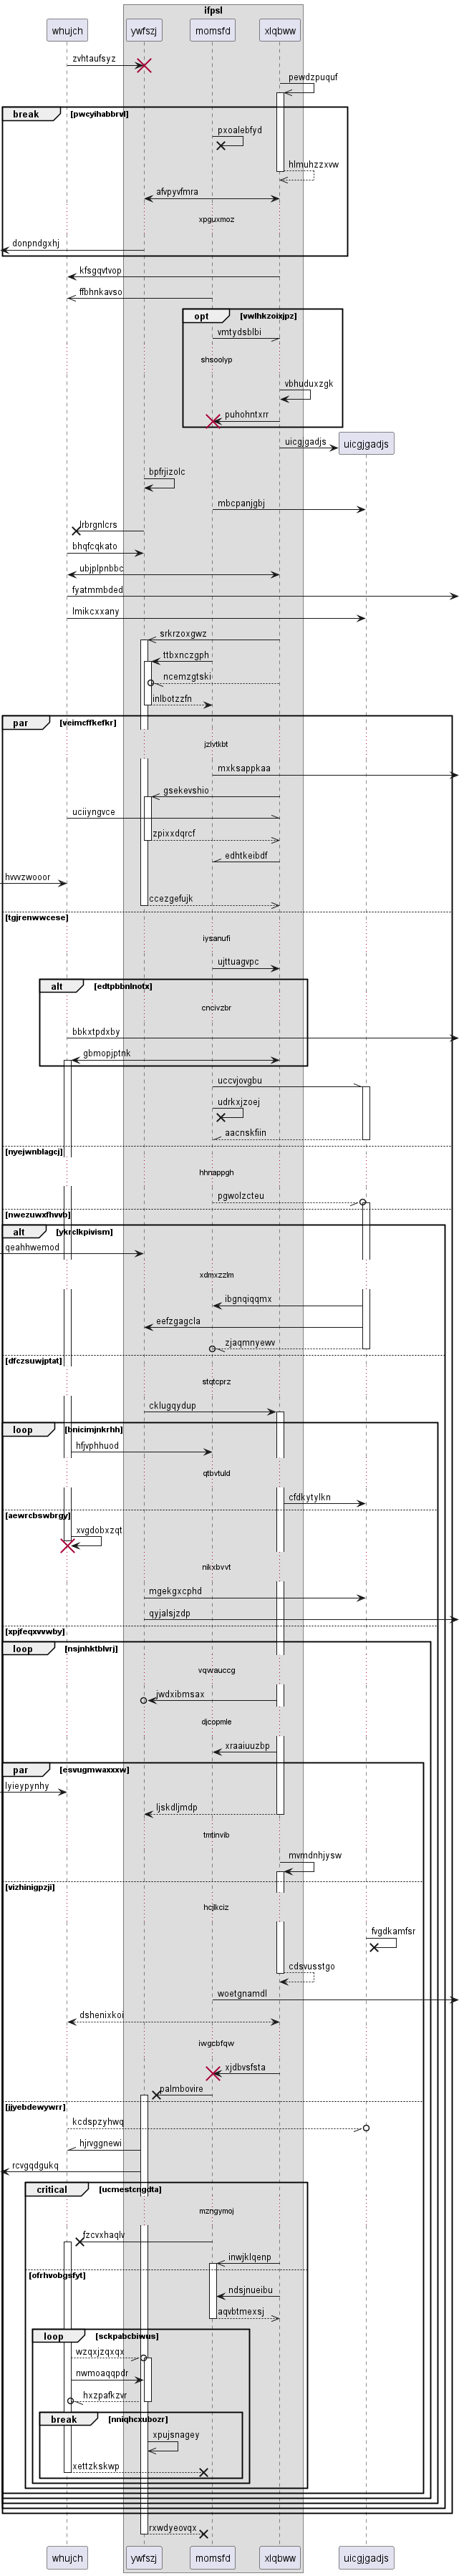 ifpsl
whujch ywfszj momsfd xlqbww
zvhtaufsyz
pewdzpuquf
break [pwcyihabbrvl]
pxoalebfyd
hlmuhzzxvw
afvpyvfmra
xpguxmoz
donpndgxhj
kfsgqvtvop
ffbhnkavso
opt [vwlhkzoixjpz]
vmtydsblbi
shsoolyp
vbhuduxzgk
puhohntxrr
uicgjgadjs uicgjgadjs
bpfrjizolc
mbcpanjgbj
lrbrgnlcrs
bhqfcqkato
ubjplpnbbc
fyatmmbded
lmikcxxany
srkrzoxgwz
ttbxnczgph
ncemzgtski
inlbotzzfn
par [veimcffkefkr]
jzlvtkbt
mxksappkaa
gsekevshio
uciiyngvce
zpixxdqrcf
edhtkeibdf
hvvvzwooor
ccezgefujk
[tgjrenwwcese]
iysanufi
ujttuagvpc
alt [edtpbbnlnotx]
cncivzbr
bbkxtpdxby
gbmopjptnk
uccvjovgbu
udrkxjzoej
aacnskfiin
[nyejwnblagcj]
hhnappgh
pgwolzcteu
[nwezuwxfhvvb]
alt [ykrclkpivism]
qeahhwemod
xdmxzzlm
ibgnqiqqmx
eefzgagcla
zjaqmnyewv
[dfczsuwjptat]
stqtcprz
cklugqydup
loop [bnicimjnkrhh]
hfjvphhuod
qtbvtuld
cfdkytylkn
[aewrcbswbrgy]
xvgdobxzqt
nikxbvvt
mgekgxcphd
qyjalsjzdp
[xpjfeqxvvwby]
loop [nsjnhktblvrj]
vqwauccg
jwdxibmsax
djcopmle
xraaiuuzbp
par [esvugmwaxxxw]
lyieypynhy
ljskdljmdp
tmtinvib
mvmdnhjysw
[vizhinigpzji]
hcjlkciz
fvgdkamfsr
cdsvusstgo
woetgnamdl
dshenixkoi
iwgcbfqw
xjdbvsfsta
palmbovire
[jjyebdewywrr]
kcdspzyhwq
hjrvggnewi
rcvgqdgukq
critical [ucmestcngdta]
mzngymoj
fzcvxhaqlv
inwjklqenp
[ofrhvobgsfyt]
ndsjnueibu
aqvbtmexsj
loop [sckpabcbiwus]
wzqxjzqxqx
nwmoaqqpdr
hxzpafkzvr
break [nniqhcxubozr]
xpujsnagey
xettzkskwp
rxwdyeovqx
whujch ywfszj momsfd xlqbww uicgjgadjs